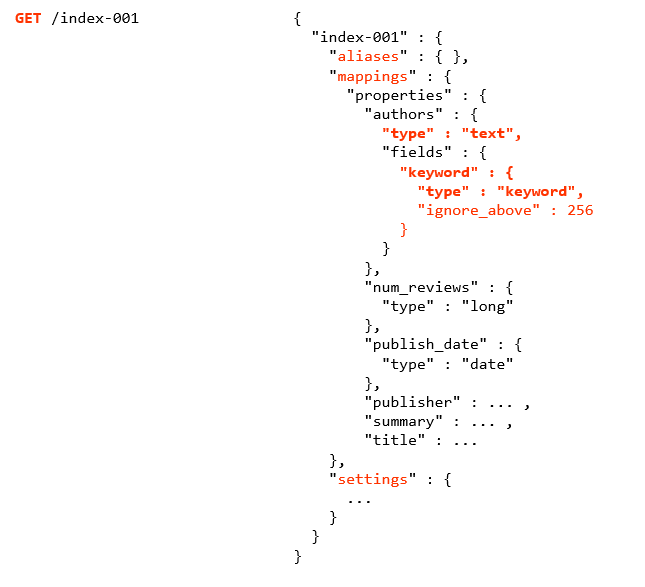 GET /index-001
{
"index-001" : {
"aliases" : { },
"mappings" : {
"properties" : {
"authors" : {
"type" : "text",
"fields" : {
"keyword" : {
"type" : "keyword",
"ignore_above" : 256
}
}
},
"num_reviews" : {
"type" : "long"
},
"publish_date" : {
"type" : "date"
},
"publisher" : ... ,
"summary" : ... ,
"title" : ...
},
"settings" : {
...
}
}
}